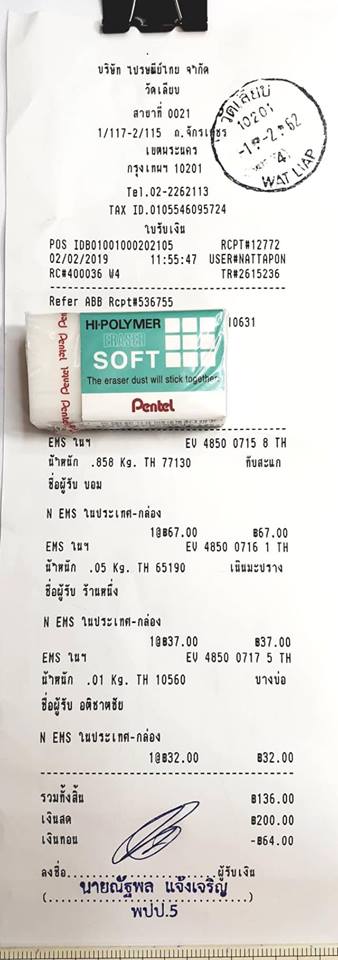 บริษัท ไปรษณีย์ไทย จำกัด
วัดเลียบ
สาขาที่ 0021
1/117-2/115 ถ.จักรเพชร
เขตพระนคร
กรุงเทพฯ 10201
วัดเลียบ
10201
WAT LIAP
Tel.02-2262113
TAX ID.0105546095724
ใบรับเงิน
POS IDB01001000202105 RCPT#12772
02/02/2019 11:55:47 USER#NATTAPON
RC#400036 W4 TR#2615236
Refer ABB Rcpt#536755
10631
HI-POLYMER
ERASER
SOFT
The eraser dust will stick together.
Pentel
Pentel
EMS ในฯ EV 4850 0715 8 TH
น้ำหนัก .858 Kg. TH 77130 ทับสะแก
ชื่อผู้รับ บอม
N EMS ในประเทศ-กล่อง
1@฿67.00 ฿67.00
EMS ในฯ EV 4850 0716 1 TH
น้ำหนัก .05 Kg. TH 65190 เนินมะปราง
ชื่อผู้รับ ร้านหนึ่ง
N EMS ในประเทศ-กล่อง
1@฿37.00 ฿37.00
EMS ในฯ EV 4850 0717 5 TH
น้ำหนัก .01 Kg. TH 10560 บางบ่อ
ชื่อผู้รับ อติชาตชัย
N EMS ในประเทศ-กล่อง
1@฿32.00 ฿32.00
รวมทั้งสิ้น ฿136.00
เงินสด ฿200.00
เงินทอน -฿64.00
ลงชื่อ..............................ผู้รับเงิน
นายณัฐพล แจ้งเจริญ
(..............................)
พปป.5